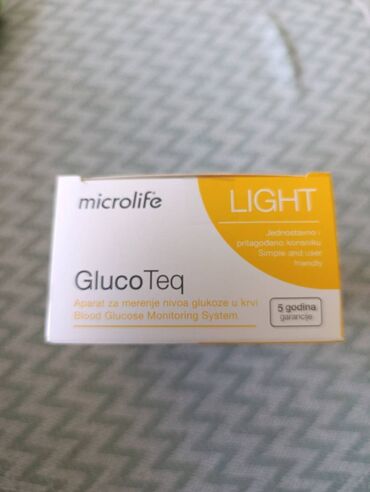 microlife®
LIGHT
Jednostavno i
prilagođeno korisniku
Simple and user
friendly
GlucoTeq
Aparat za merenje nivoa glukoze u krvi
Blood Glucose Monitoring System
5 godina
garancije